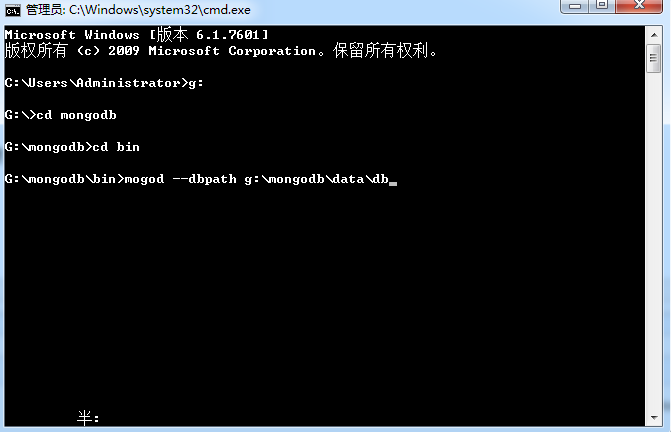 管理员: C:\Windows\system32\cmd.exe
Microsoft Windows [版本 6.1.7601]
版权所有 (c) 2009 Microsoft Corporation。保留所有权利。
C:\Users\Administrator>g:
G:\>cd mongodb
G:\mongodb>cd bin
G:\mongodb\bin>mogod --dbpath g:\mongodb\data\db
半: